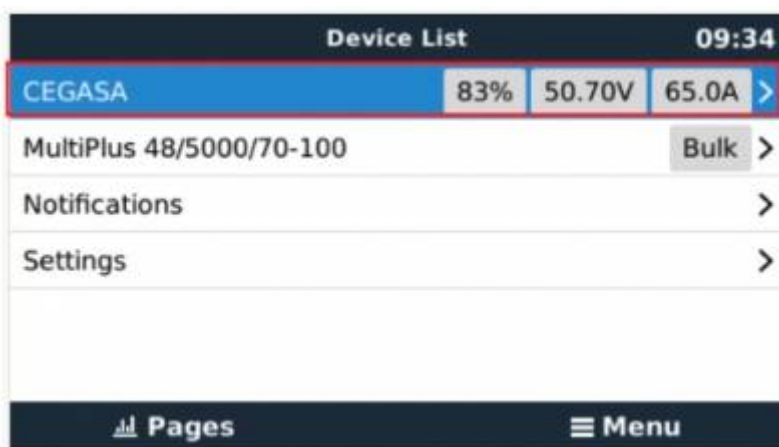 Device List 09:34
CEGASA 83% 50.70V 65.0A
MultiPlus 48/5000/70-100 Bulk
Notifications
Settings
Pages Menu